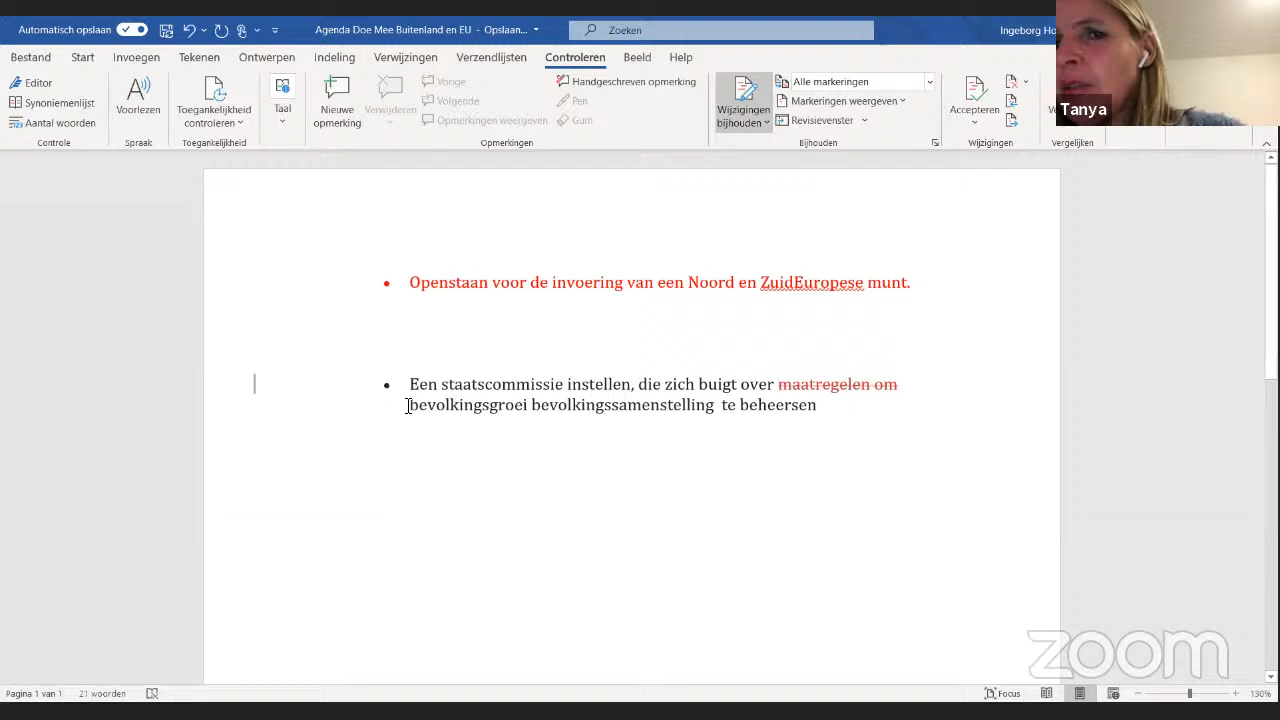 Automatisch opslaan
Agenda Doe Mee Buitenland en EU - Opslaan...
Zoeken
Ingeborg Ho
Bestand Start Invoegen Tekenen Ontwerpen Indeling Verwijzingen Verzendlijsten Controleren Beeld Help
Editor
Synoniemenlijst
Aantal woorden
Controle
Voorlezen
Spraak
Toegankelijkheid
controleren
Toegankelijkheid
Taal
Nieuwe
opmerking
Verwijderen
Vorige
Volgende
Opmerkingen weergeven
Handgeschreven opmerking
Pen
Gum
Opmerkingen
Wijzigingen
bijhouden
Alle markeringen
Markeringen weergeven
Revisievenster
Bijhouden
Accepteren
Wijzigingen
Vergelijken
Tanya
• Openstaan voor de invoering van een Noord en ZuidEuropese munt.
• Een staatscommissie instellen, die zich buigt over maatregelen om
bevolkingsgroei bevolkingssamenstelling te beheersen
zoom
Pagina 1 van 1 21 woorden
Focus
130%